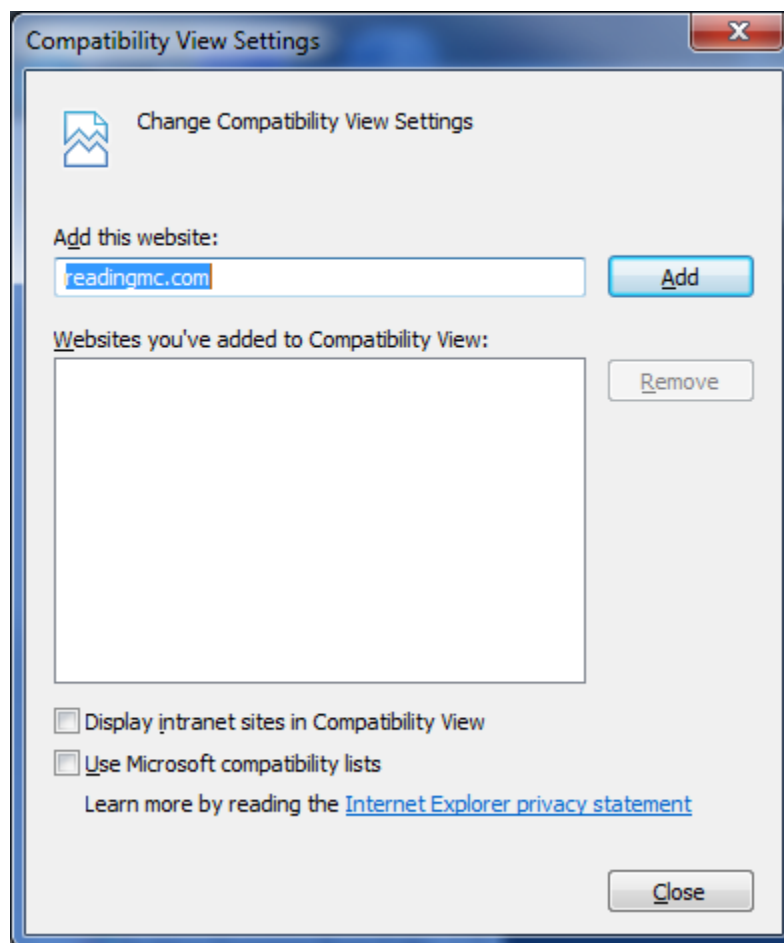 Compatibility View Settings
X
Change Compatibility View Settings
Add this website:
readingmc.com
Add
Websites you've added to Compatibility View:
Remove
Display intranet sites in Compatibility View
Use Microsoft compatibility lists
Learn more by reading the Internet Explorer privacy statement
Close